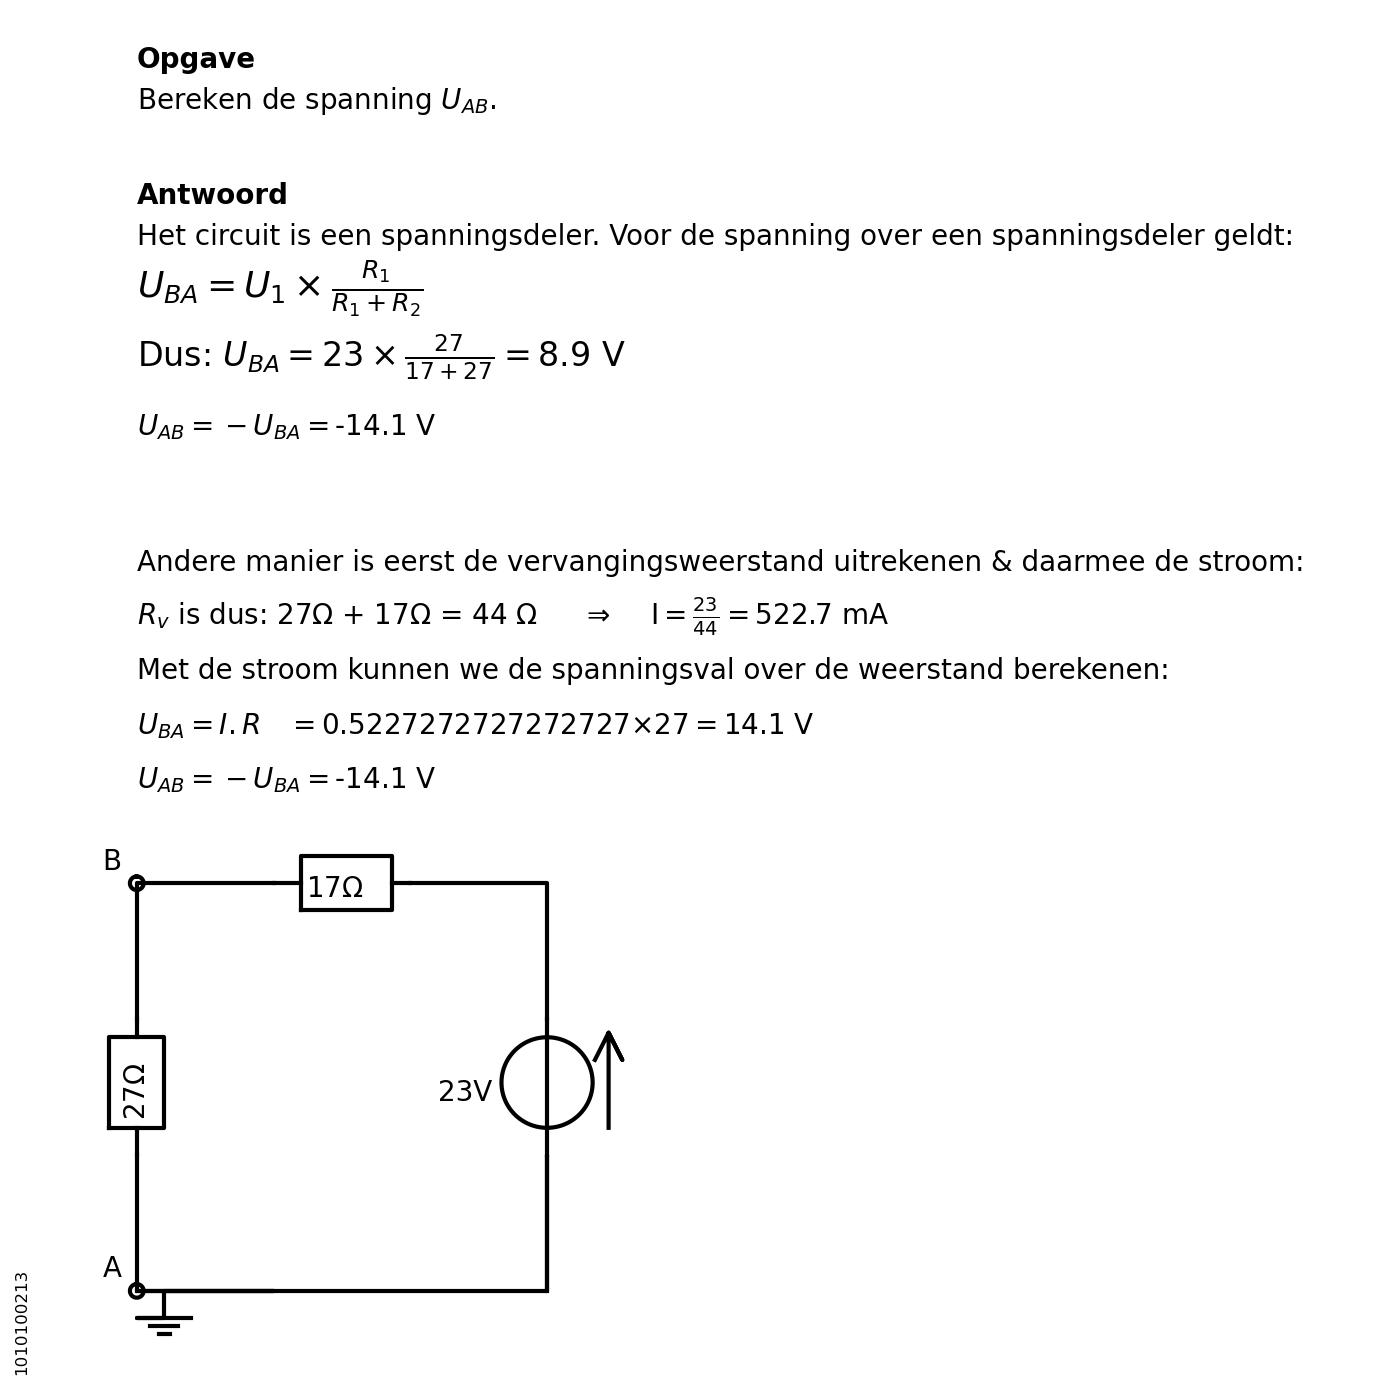 Opgave
Bereken de spanning $U_{AB}$.
Antwoord
Het circuit is een spanningsdeler. Voor de spanning over een spanningsdeler geldt:
$U_{BA} = U_1 \times \frac{R_1}{R_1 + R_2}$
Dus: $U_{BA} = 23 \times \frac{27}{17 + 27} = 8.9$ V
$U_{AB} = -U_{BA} =$ -14.1 V
Andere manier is eerst de vervangingsweerstand uitrekenen & daarmee de stroom:
$R_v$ is dus: 27Ω + 17Ω = 44 Ω ⇒ I = $\frac{23}{44}$ = 522.7 mA
Met de stroom kunnen we de spanningsval over de weerstand berekenen:
$U_{BA} = I.R$ = 0.5227272727272727×27 = 14.1 V
$U_{AB} = -U_{BA} =$ -14.1 V
B
17Ω
27Ω
23V
A
1010100213